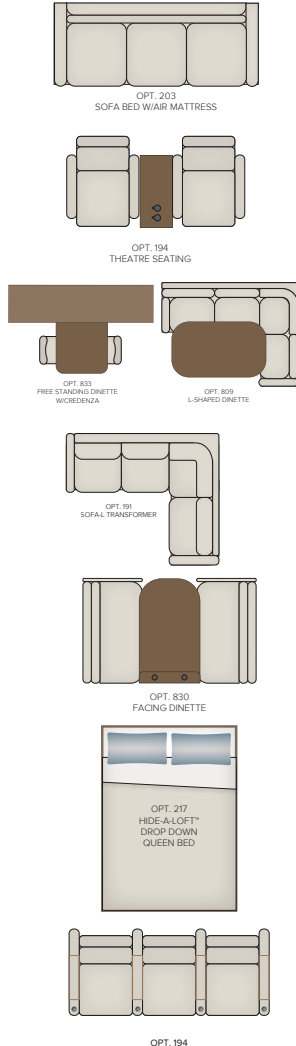 OPT. 203
SOFA BED W/AIR MATTRESS
OPT. 194
THEATRE SEATING
OPT. 833
FREE STANDING DINETTE
W/CREDENZA
OPT. 809
L-SHAPED DINETTE
OPT. 191
SOFA-L TRANSFORMER
OPT. 830
FACING DINETTE
OPT. 217
HIDE-A-LOFT™
DROP DOWN
QUEEN BED
OPT. 194